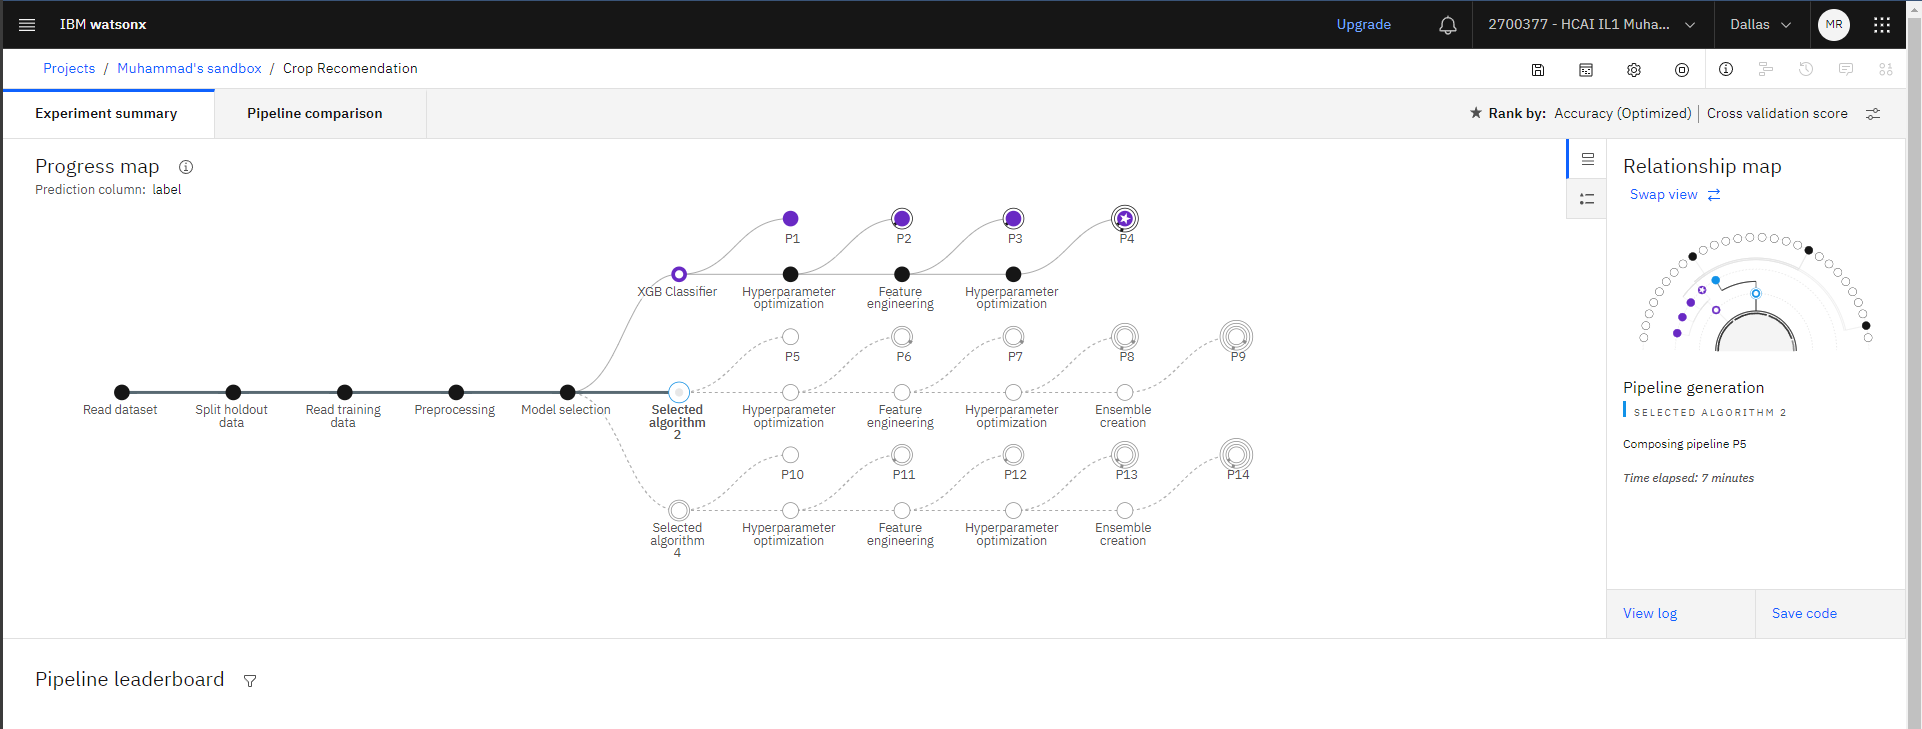 IBM watsonx
Upgrade
2700377 - HCAI IL1 Muha...
Dallas
MR
Projects / Muhammad's sandbox / Crop Recomendation
Experiment summary
Pipeline comparison
Rank by: Accuracy (Optimized) | Cross validation score
Progress map
Prediction column: label
P1
P2
P3
P4
XGB Classifier
Hyperparameter
optimization
Feature
engineering
Hyperparameter
optimization
P5
P6
P7
P8
P9
Read dataset
Split holdout
data
Read training
data
Preprocessing
Model selection
Selected
algorithm
2
Hyperparameter
optimization
Feature
engineering
Hyperparameter
optimization
Ensemble
creation
P10
P11
P12
P13
P14
Selected
algorithm
4
Hyperparameter
optimization
Feature
engineering
Hyperparameter
optimization
Ensemble
creation
Relationship map
Swap view
Pipeline generation
SELECTED ALGORITHM 2
Composing pipeline P5
Time elapsed: 7 minutes
View log
Save code
Pipeline leaderboard